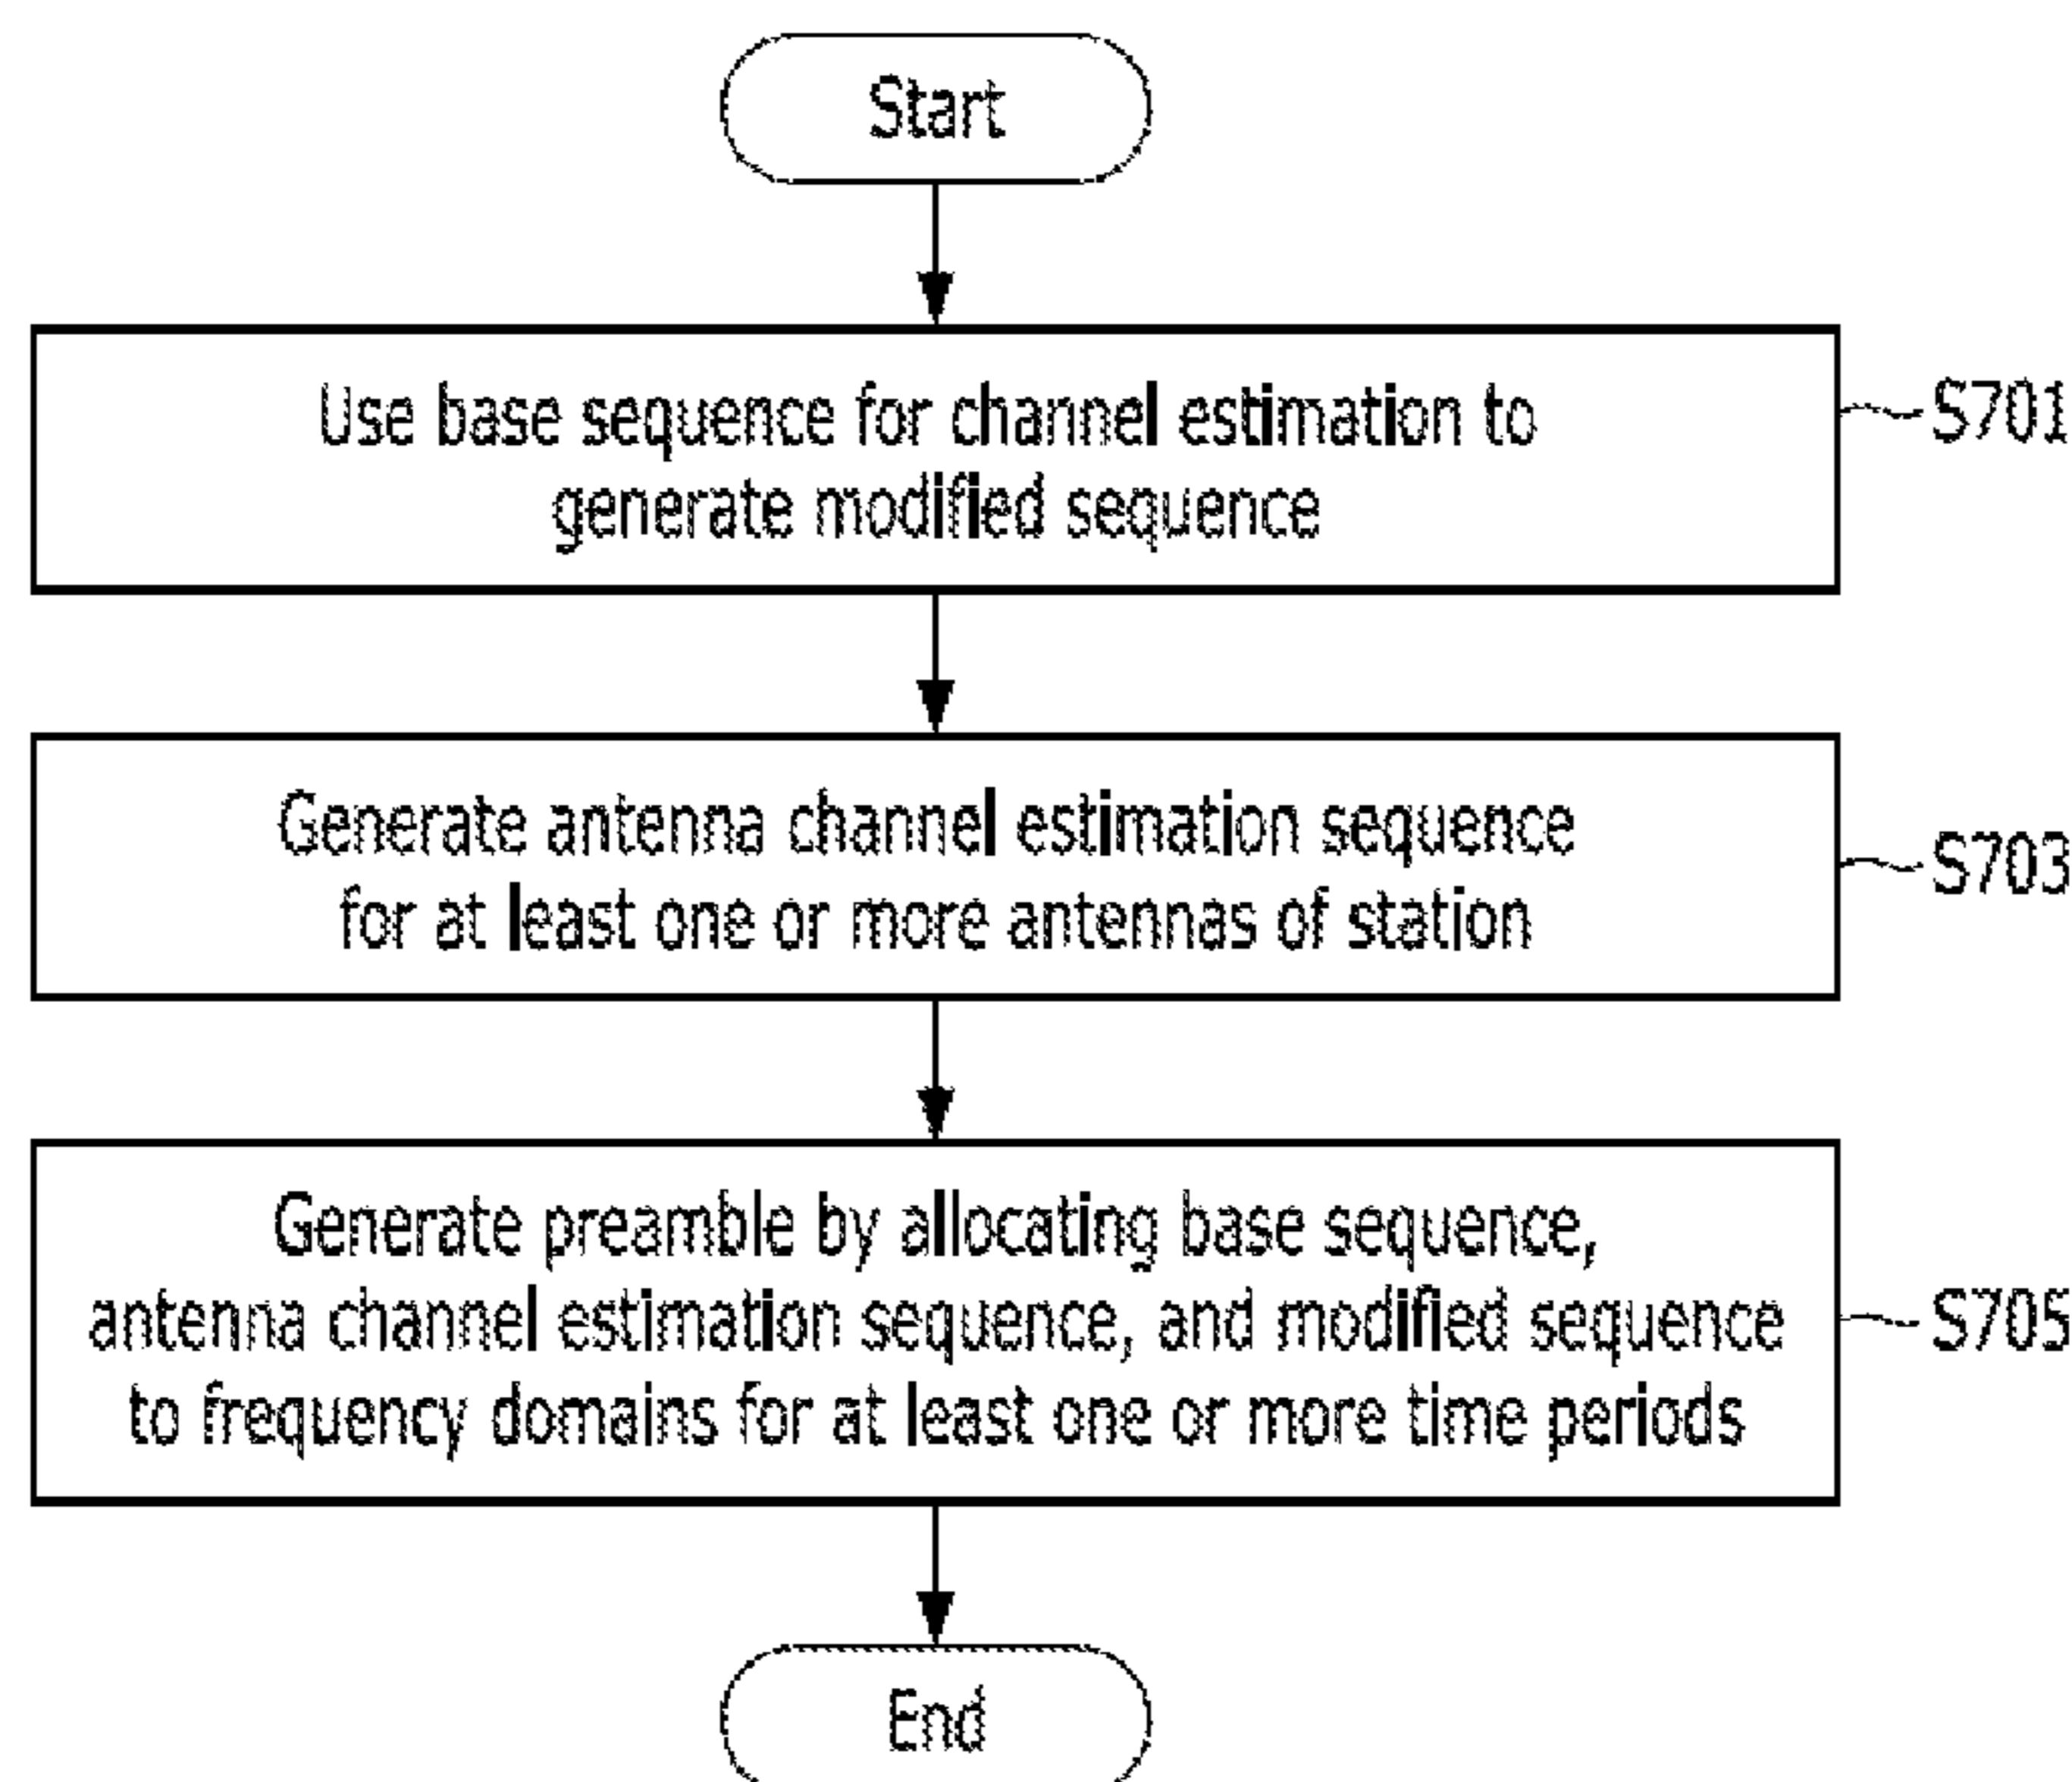 Start
Use base sequence for channel estimation to
generate modified sequence
S701
Generate antenna channel estimation sequence
for at least one or more antennas of station
S703
Generate preamble by allocating base sequence,
antenna channel estimation sequence, and modified sequence
to frequency domains for at least one or more time periods
S705
End